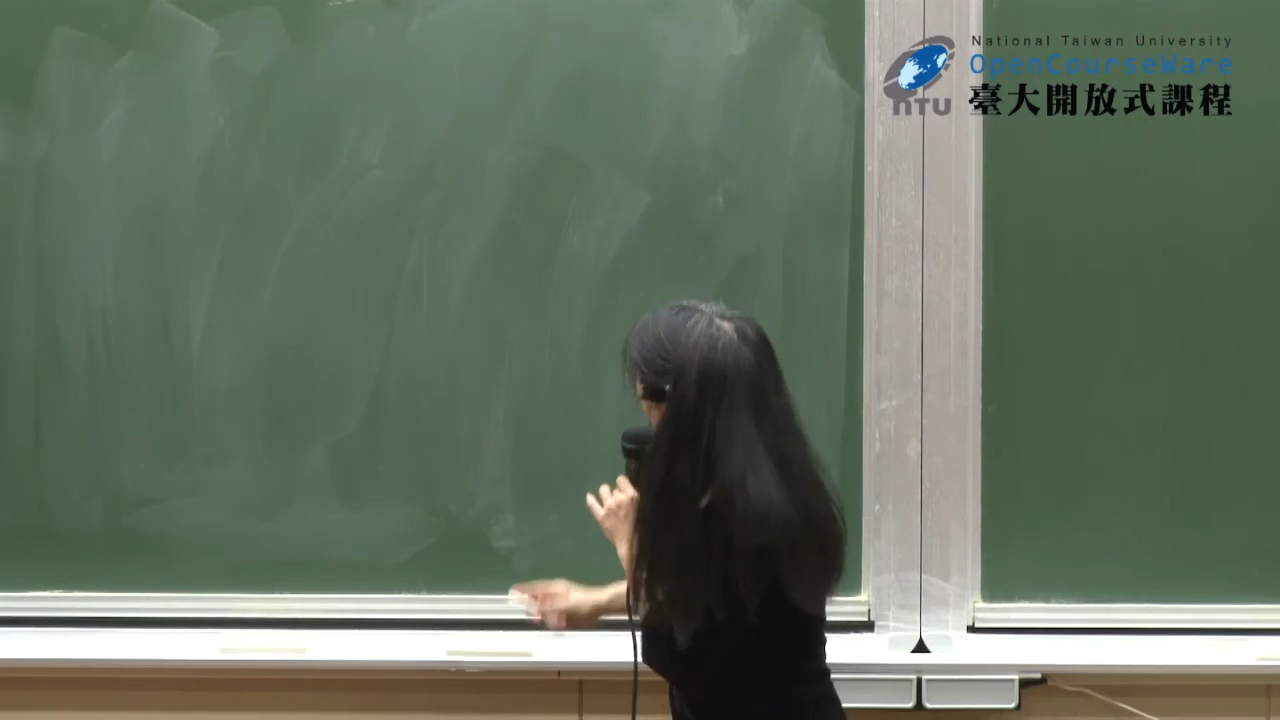 National Taiwan University
OpenCourseWare
NTU
臺大開放式課程